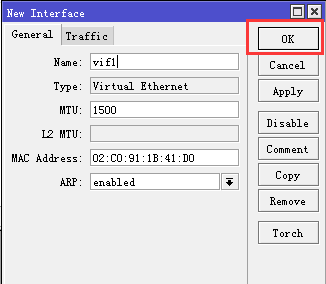 New Interface
General Traffic
Name: vif1
Type: Virtual Ethernet
MTU: 1500
L2 MTU:
MAC Address: 02:C0:91:1B:41:D0
ARP: enabled
OK
Cancel
Apply
Disable
Comment
Copy
Remove
Torch